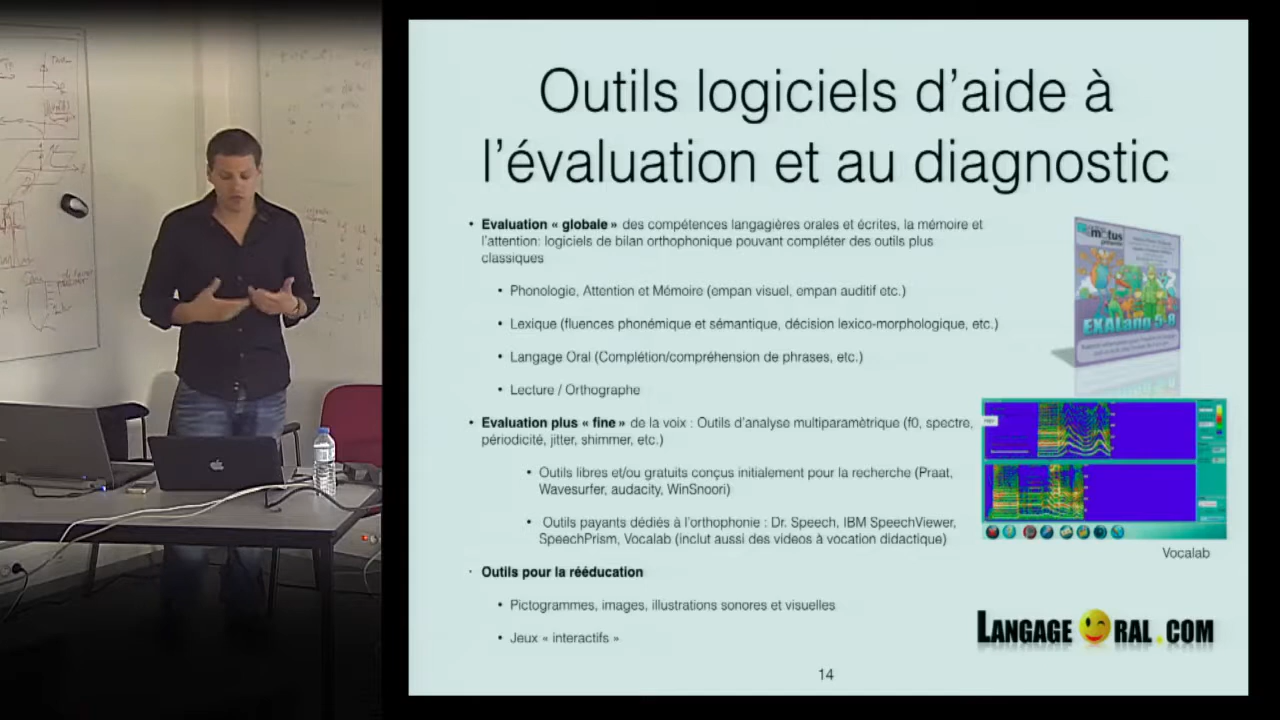 Outils logiciels d'aide à
l'évaluation et au diagnostic
• Evaluation « globale » des compétences langagières orales et écrites, la mémoire et
l'attention: logiciels de bilan orthophonique pouvant compléter des outils plus
classiques
• Phonologie, Attention et Mémoire (empan visuel, empan auditif etc.)
• Lexique (fluences phonémique et sémantique, décision lexico-morphologique, etc.)
• Langage Oral (Complétion/compréhension de phrases, etc.)
• Lecture / Orthographe
• Evaluation plus « fine » de la voix : Outils d'analyse multiparamètrique (f0, spectre,
périodicité, jitter, shimmer, etc.)
• Outils libres et/ou gratuits conçus initialement pour la recherche (Praat,
Wavesurfer, audacity, WinSnoori)
• Outils payants dédiés à l'orthophonie : Dr. Speech, IBM SpeechViewer,
SpeechPrism, Vocalab (inclut aussi des videos à vocation didactique)
· Outils pour la rééducation
• Pictogrammes, images, illustrations sonores et visuelles
• Jeux « interactifs »
motus
EXALang 5-8
Vocalab
LANGAGE ORAL.COM
14